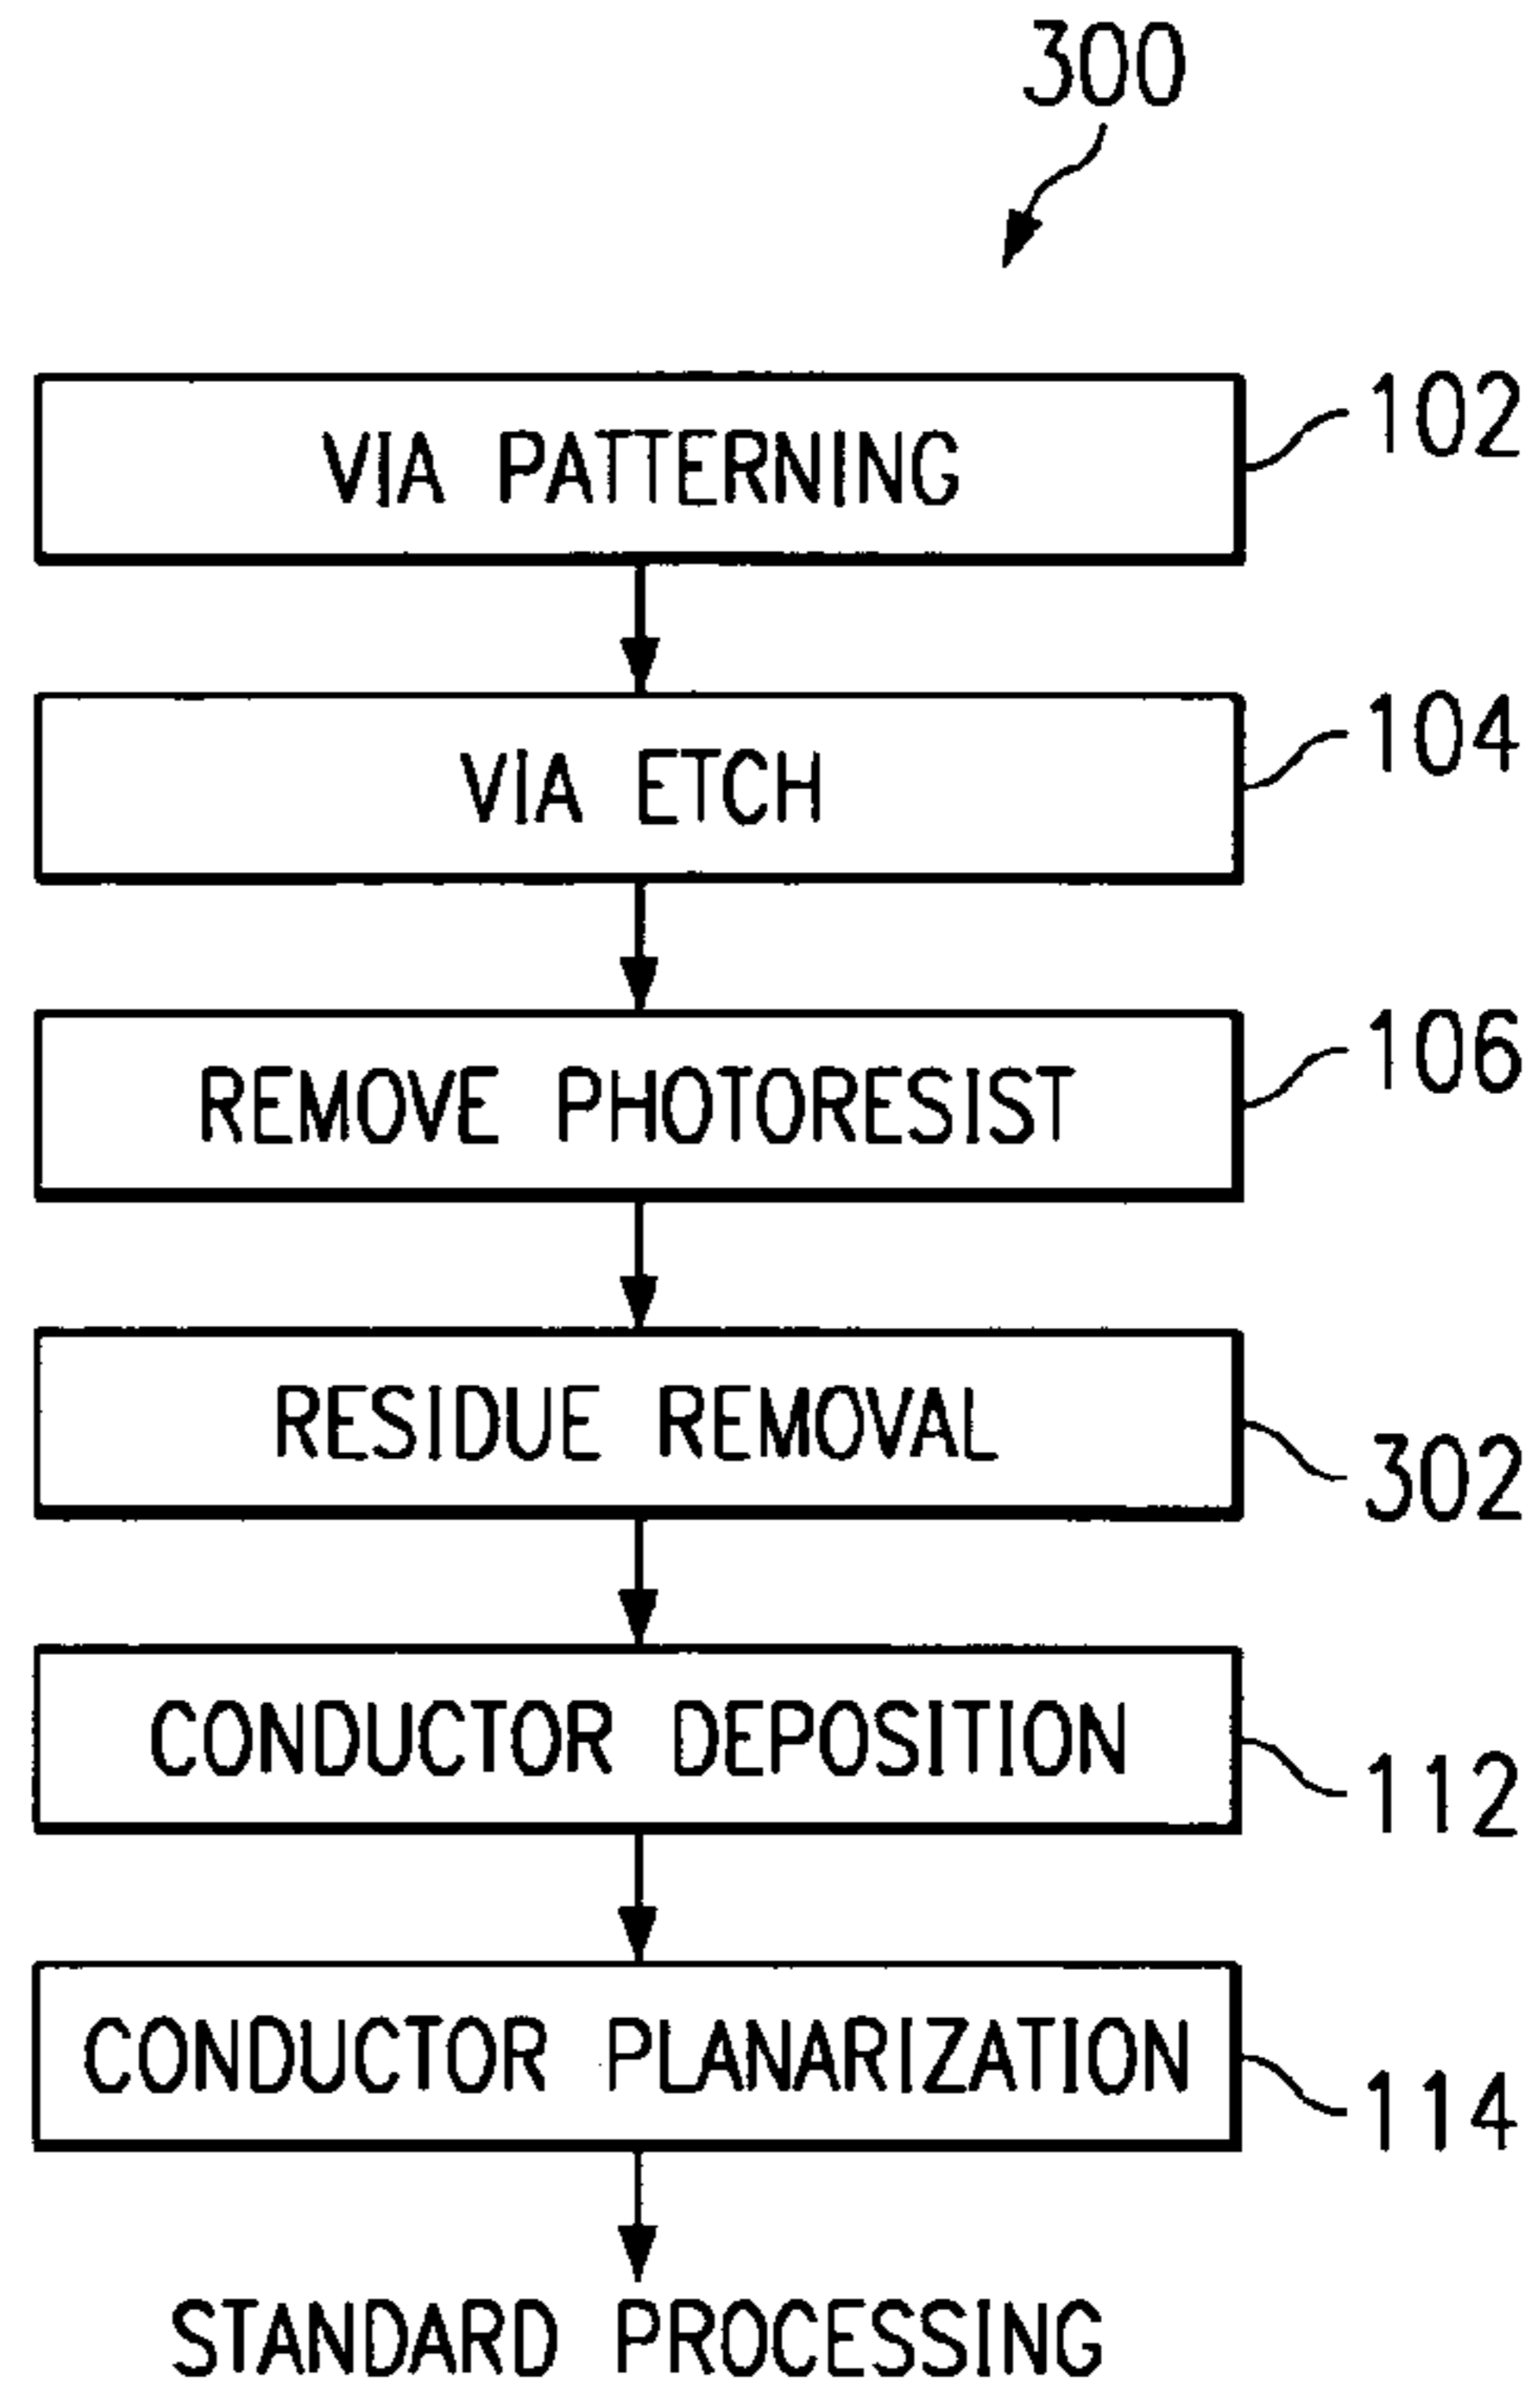 300
VIA PATTERNING
102
VIA ETCH
104
REMOVE PHOTORESIST
106
RESIDUE REMOVAL
302
CONDUCTOR DEPOSITION
112
CONDUCTOR PLANARIZATION
114
STANDARD PROCESSING